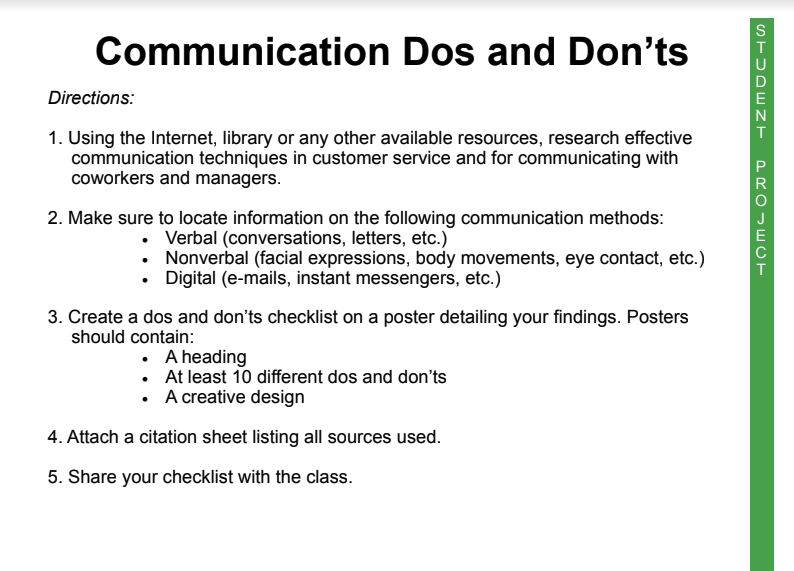 Communication Dos and Don’ts
Directions:
1. Using the Internet, library or any other available resources, research effective
communication techniques in customer service and for communicating with
coworkers and managers.
2. Make sure to locate information on the following communication methods:
• Verbal (conversations, letters, etc.)
• Nonverbal (facial expressions, body movements, eye contact, etc.)
• Digital (e-mails, instant messengers, etc.)
3. Create a dos and don’ts checklist on a poster detailing your findings. Posters
should contain:
• A heading
• At least 10 different dos and don’ts
• A creative design
4. Attach a citation sheet listing all sources used.
5. Share your checklist with the class.
STUDENT PROJECT